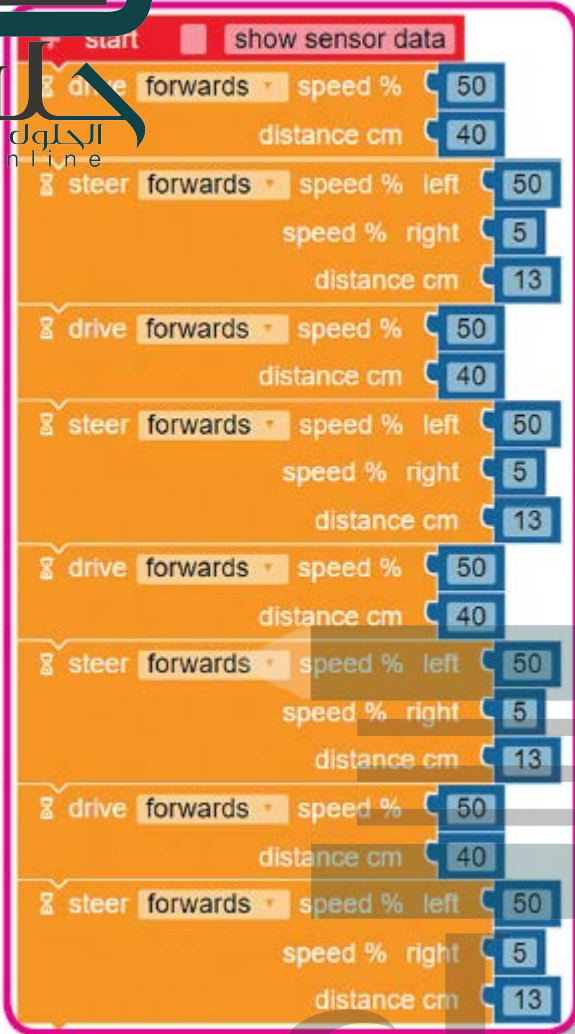 start show sensor data
drive forwards speed % 50
distance cm 40
steer forwards speed % left 50
speed % right 5
distance cm 13
drive forwards speed % 50
distance cm 40
steer forwards speed % left 50
speed % right 5
distance cm 13
drive forwards speed % 50
distance cm 40
steer forwards speed % left 50
speed % right 5
distance cm 13
drive forwards speed % 50
distance cm 40
steer forwards speed % left 50
speed % right 5
distance cm 13
الحلول
nline